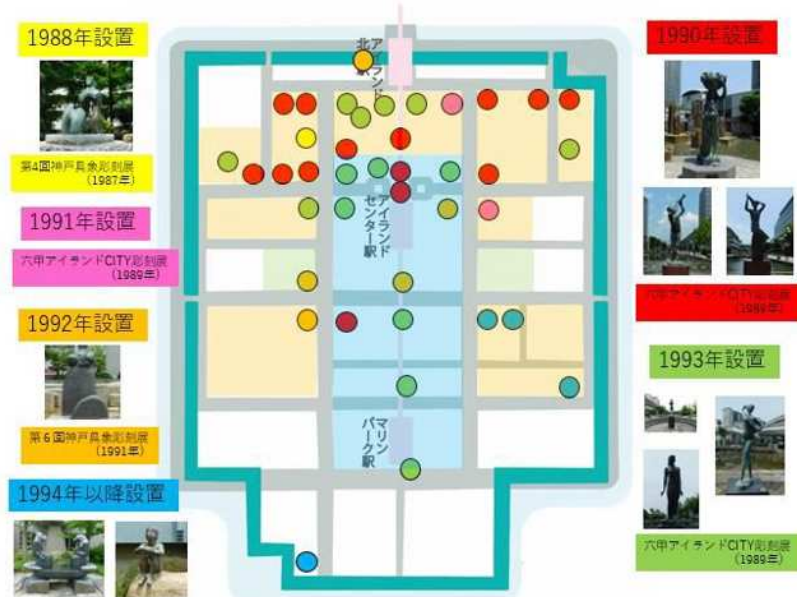 1988年設置
第4回神戸具象彫刻展
(1987年)
1991年設置
六甲アイランドCITY彫刻展
(1989年)
1992年設置
第6回神戸具象彫刻展
(1991年)
1994年以降設置
アイランド
北駅
アイランド
センター駅
マリン
パーク駅
1990年設置
六甲アイランドCITY彫刻展
(1989年)
1993年設置
六甲アイランドCITY彫刻展
(1989年)